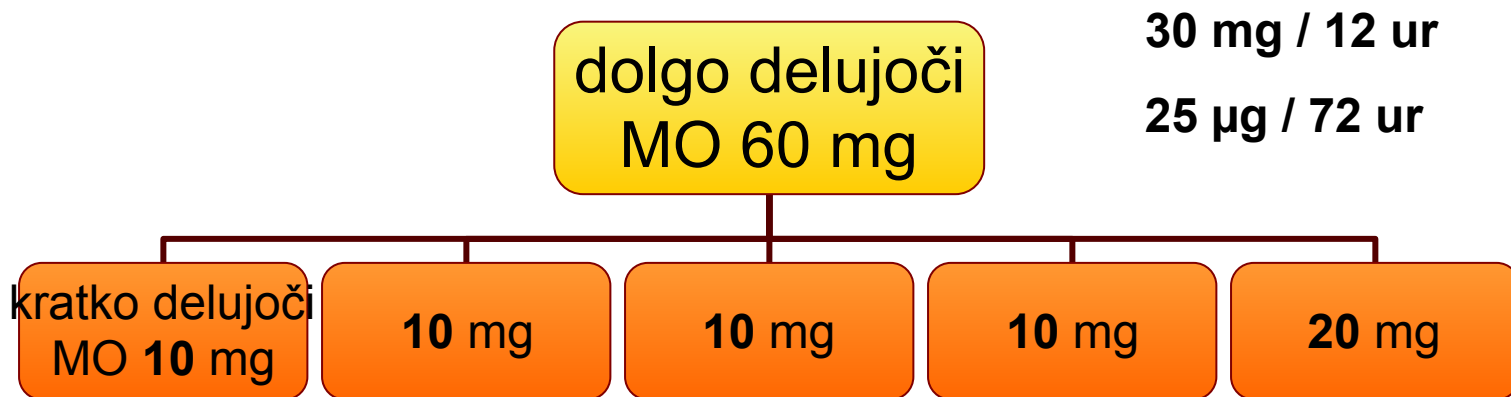 30 mg / 12 ur
dolgo delujoči
MO 60 mg
25 µg / 72 ur
kratko delujoči
MO 10 mg
10 mg
10 mg
10 mg
20 mg